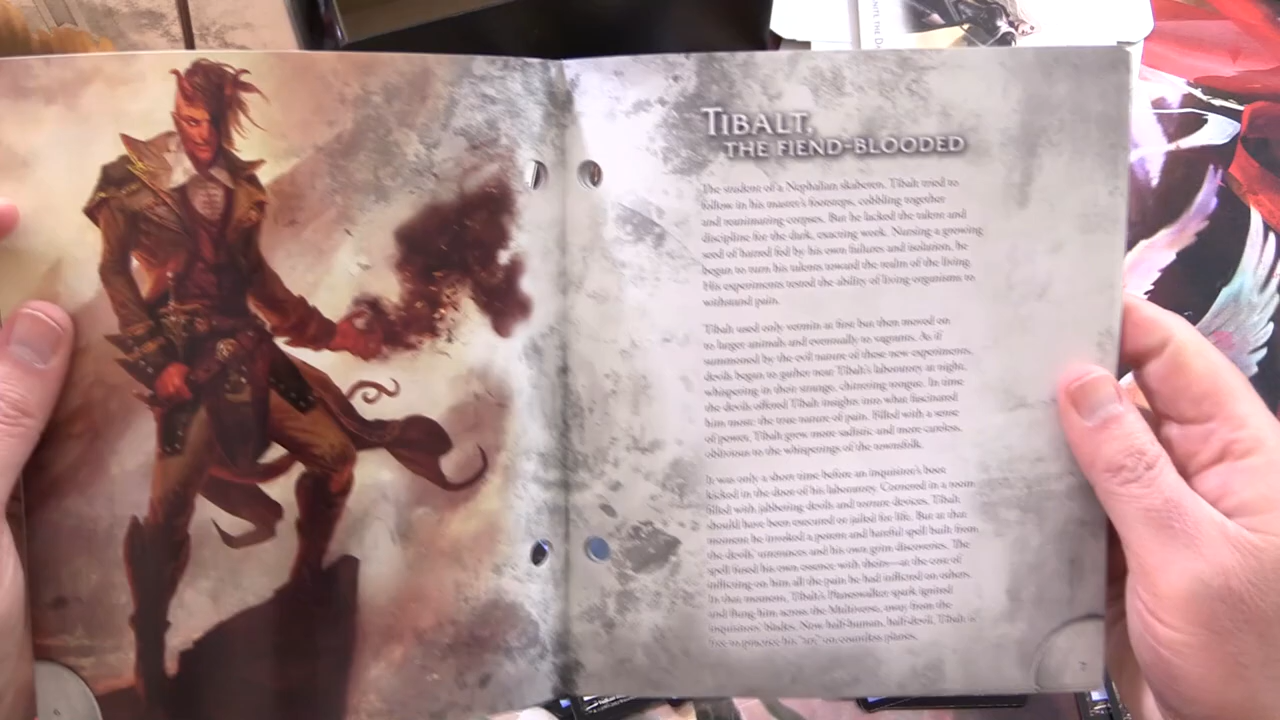 UNITE THE DA
TIBALT,
THE FIEND-BLOODED
The student of a Nephalian skaberen, Tibalt tried to
follow in his master's footsteps, cobbling together
and reanimating corpses. But he lacked the talent and
discipline for the dark, exacting work. Nursing a growing
seed of hatred fed by his own failures and isolation, he
began to turn his talents toward the realm of the living.
His experiments tested the ability of living organisms to
withstand pain.
Tibalt used only vermin at first but then moved on
to larger animals and eventually to vagrants. As if
summoned by the evil nature of these new experiments,
devils began to gather near Tibalt's laboratory at night,
whispering in their strange, chittering tongue. In time
the devils offered Tibalt insights into what fascinated
him most: the true nature of pain. Filled with a sense
of power, Tibalt grew more sadistic and more careless,
oblivious to the whisperings of the townsfolk.
It was only a short time before an inquisitor's boot
kicked in the door of his laboratory. Cornered in a room
filled with jabbering devils and torture devices, Tibalt
should have been executed or jailed for life. But at that
moment he invoked a potent and hateful spell built from
the devils' utterances and his own grim discoveries. The
spell fused his own essence with theirs—at the cost of
inflicting on him all the pain he had inflicted on others.
In that moment, Tibalt's Planeswalker spark ignited
and flung him across the Multiverse, away from the
inquisitors' blades. Now half-human, half-devil, Tibalt is
free to practice his "art" on countless planes.